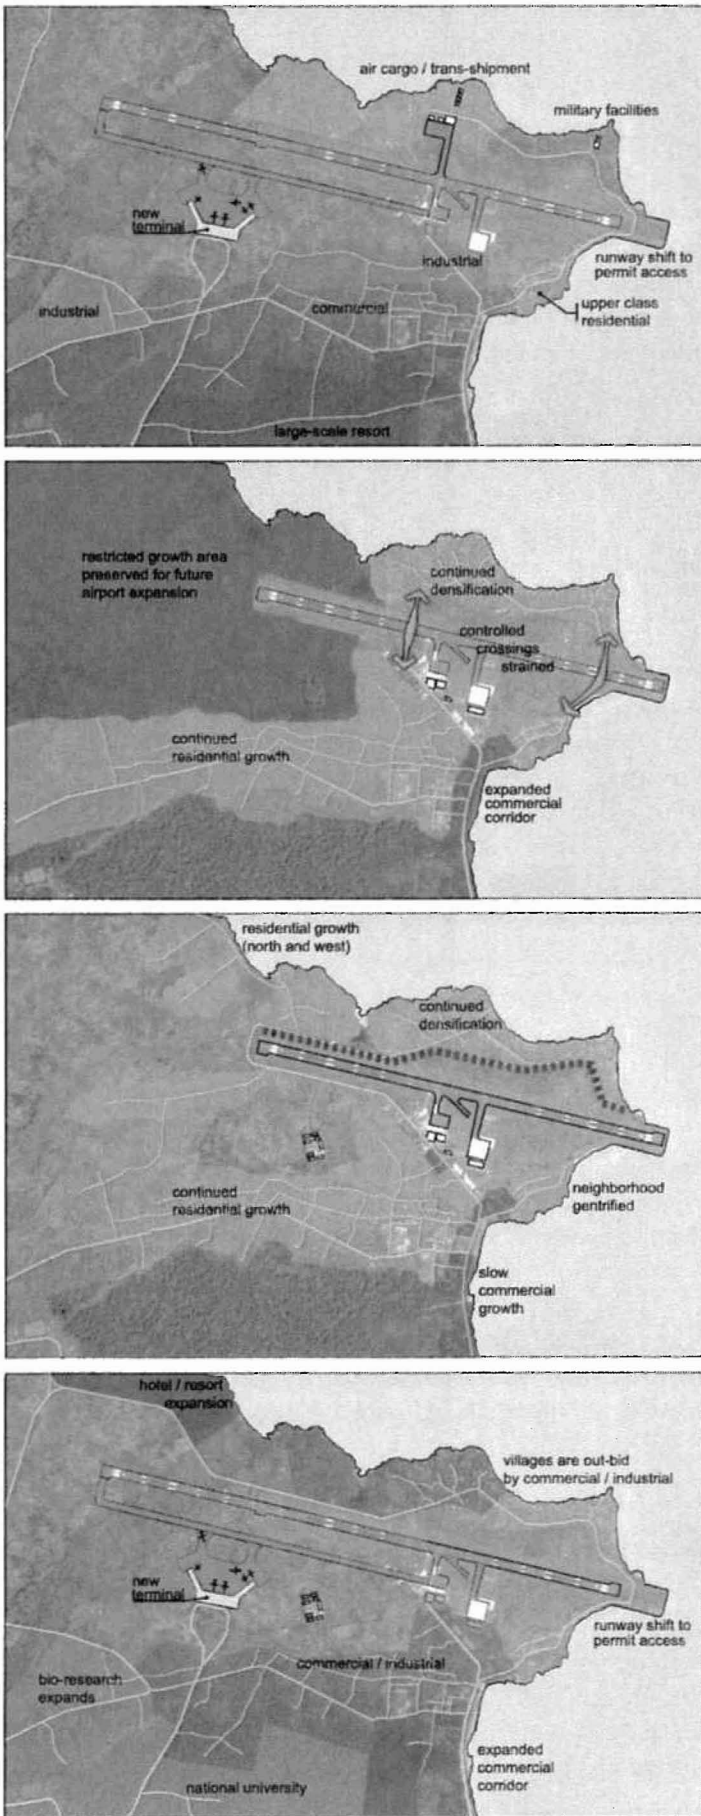 air cargo / trans-shipment
military facilities
new
terminal
industrial
runway shift to
permit access
industrial
commercial
upper class
residential
large-scale resort
restricted growth area
preserved for future
airport expansion
continued
densification
controlled
crossings
strained
continued
residential growth
expanded
commercial
corridor
residential growth
(north and west)
continued
densification
continued
residential growth
neighborhood
gentrified
slow
commercial
growth
hotel / resort
expansion
villages are out-bid
by commercial / industrial
new
terminal
runway shift to
permit access
commercial / industrial
bio-research
expands
expanded
commercial
corridor
national university